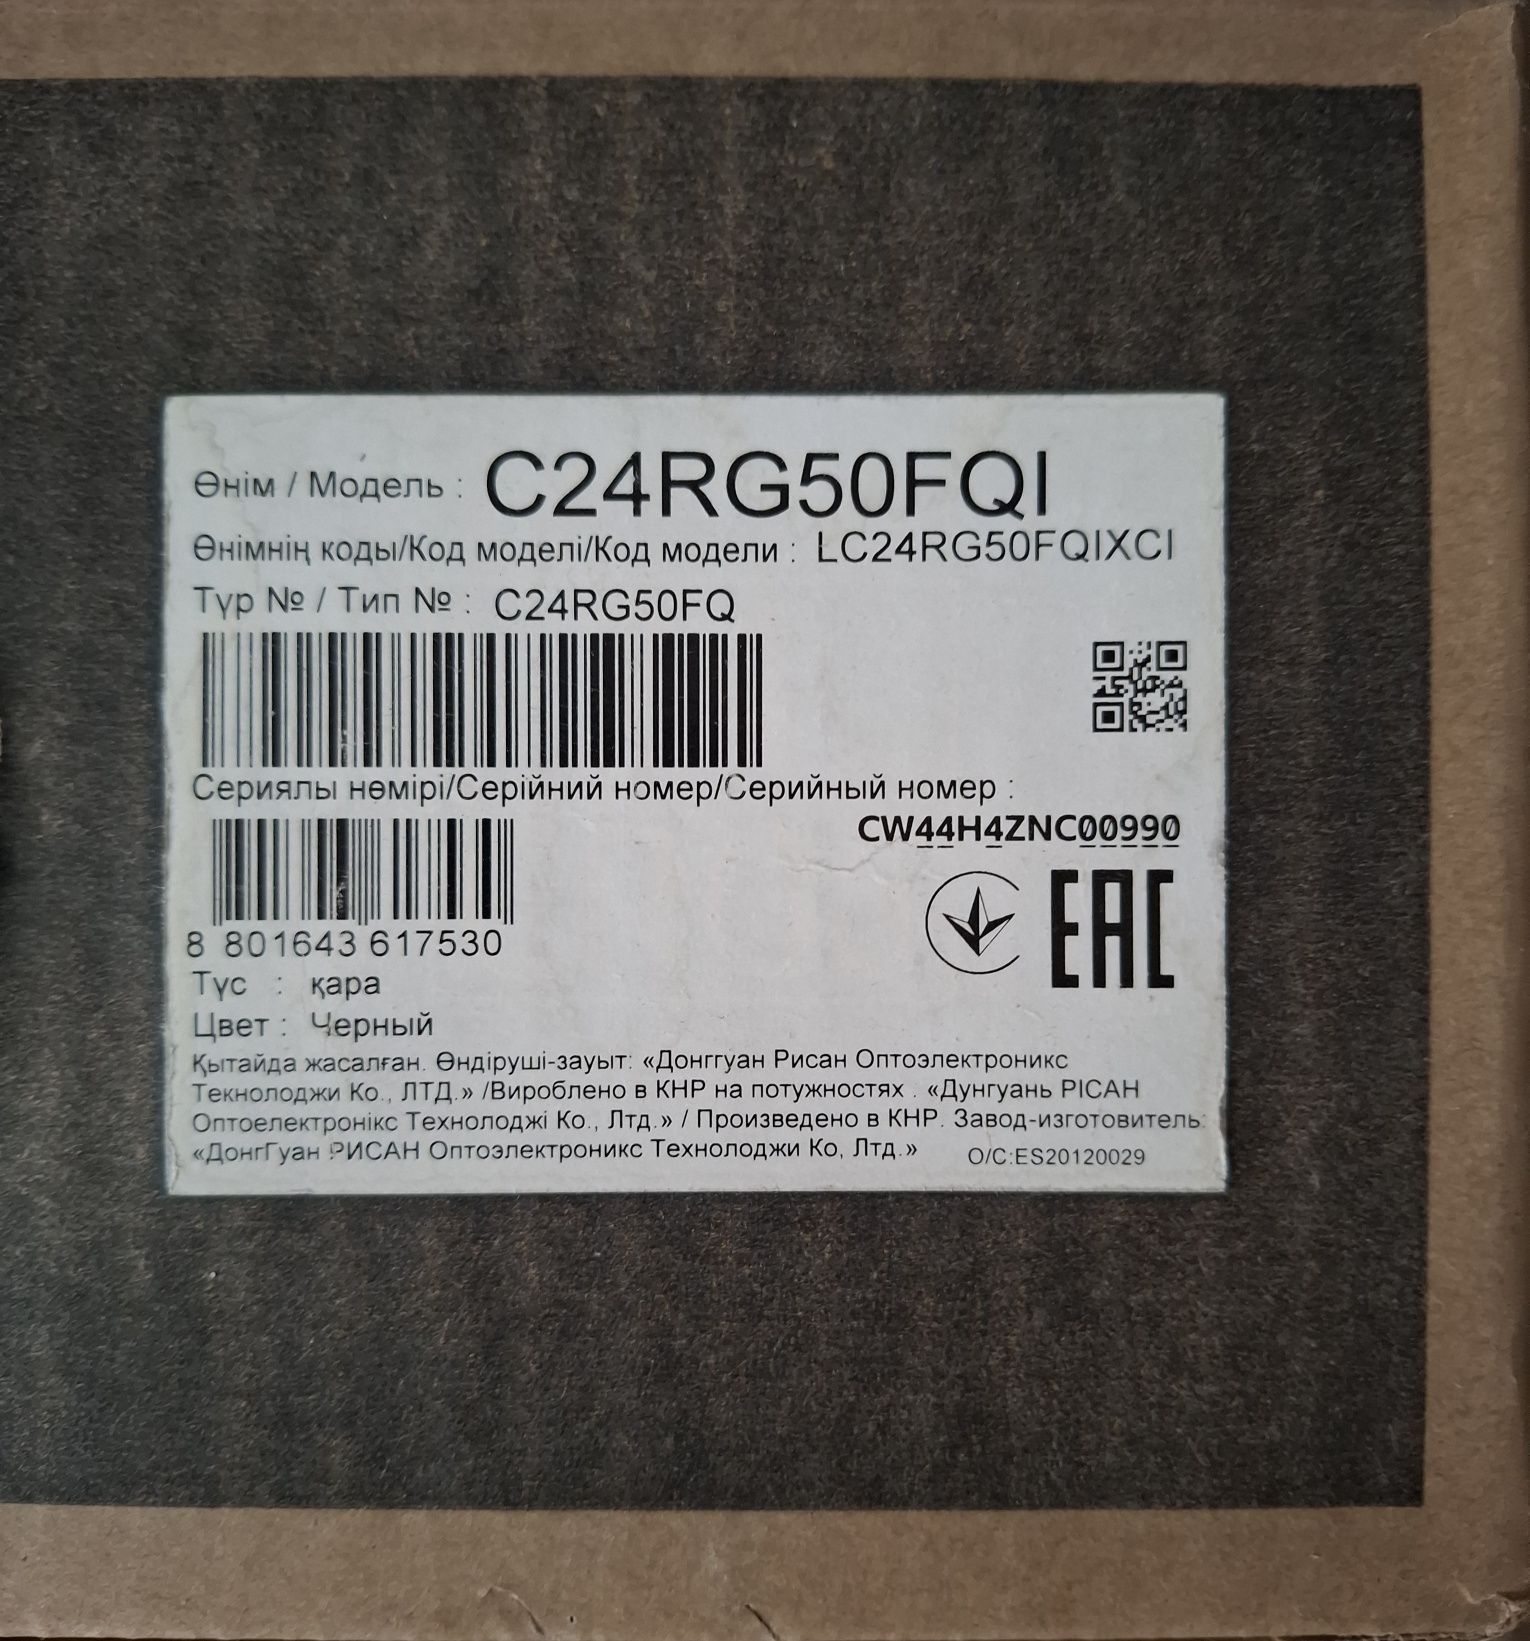 Өнім / Модель : C24RG50FQI
Өнімнің коды/Код моделі/Код модели : LC24RG50FQIXCI
Түр № / Тип № : C24RG50FQ
Сериялы нөмірі/Серійний номер/Серийный номер :
CW44H4ZNC00990
EAC
8 801643 617530
Түс : қара
Цвет : Черный
Қытайда жасалған. Өндіруші-зауыт: «Донггуан Рисан Оптоэлектроникс
Текнолоджи Ко., ЛТД.» /Вироблено в КНР на потужностях . «Дунгуань РІСАН
Оптоелектронікс Технолоджі Ко., Лтд.» / Произведено в КНР. Завод-изготовитель:
«ДонгГуан РИСАН Оптоэлектроникс Технолоджи Ко, Лтд.» O/C:ES20120029